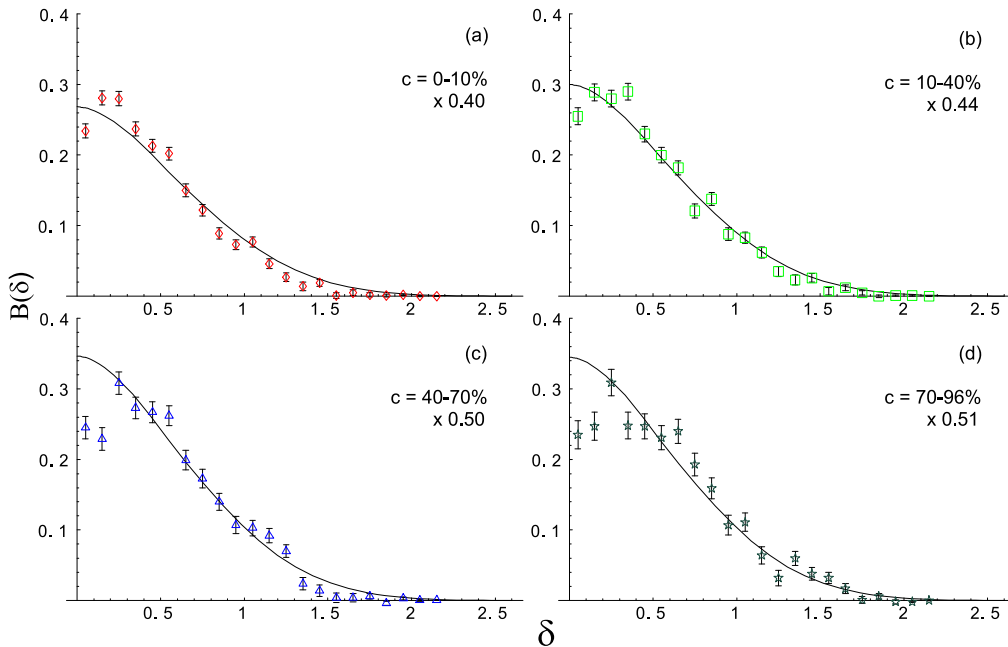 0. 4
0. 3
0. 2
0. 1
(a)
c = 0-10%
x 0.40
0. 5
1
1. 5
2
2. 5
0. 4
0. 3
0. 2
0. 1
(b)
c = 10-40%
x 0.44
0. 5
1
1. 5
2
2. 5
B(δ)
0. 4
0. 3
0. 2
0. 1
(c)
c = 40-70%
x 0.50
0. 5
1
1. 5
2
2. 5
0. 4
0. 3
0. 2
0. 1
(d)
c = 70-96%
x 0.51
0. 5
1
1. 5
2
2. 5
δ